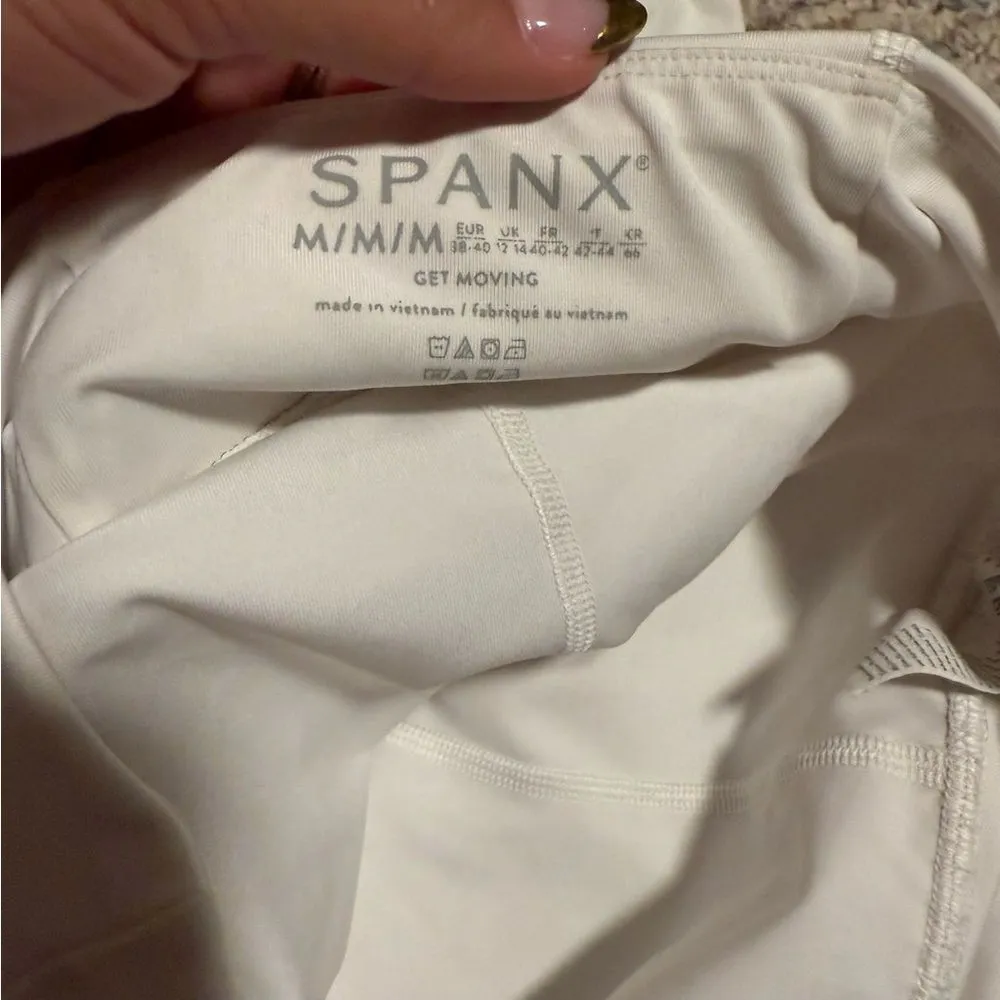 SPANX®
M/M/M EUR UK FR IT KR
38-40 12 14 40-42 42-44 66
GET MOVING
made in vietnam / fabriqué au vietnam